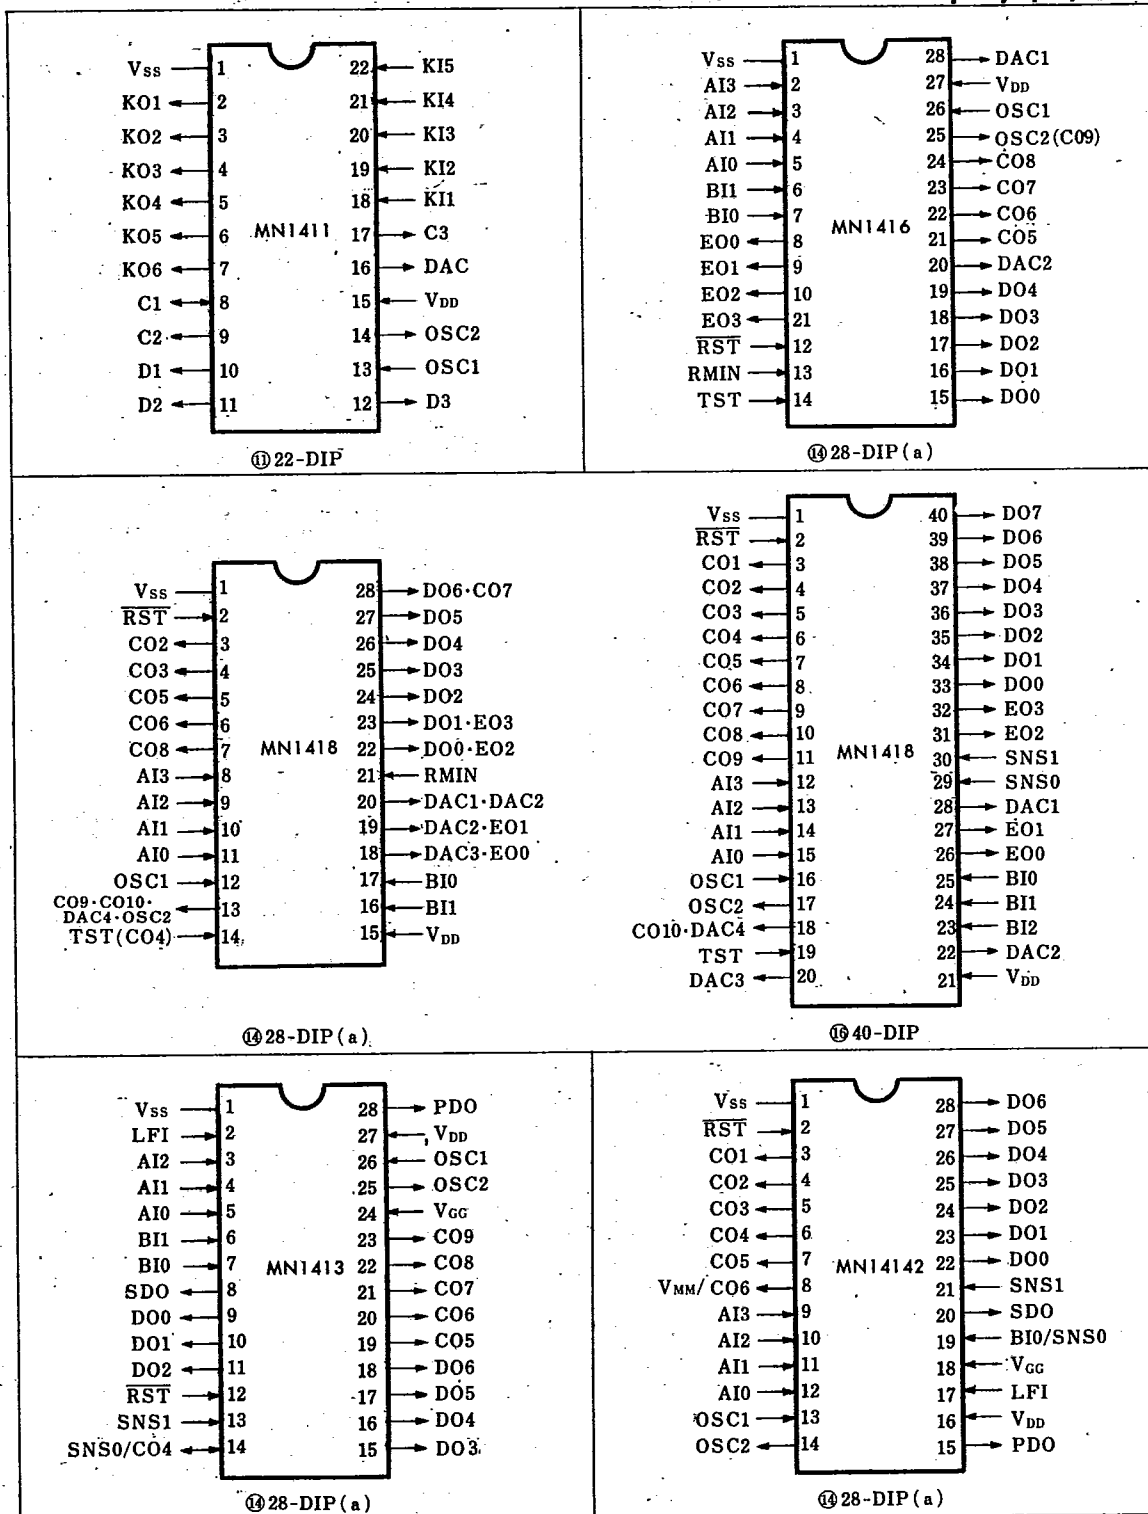 Vss 1 22 KI5
KO1 2 21 KI4
KO2 3 20 KI3
KO3 4 19 KI2
KO4 5 18 KI1
KO5 6 MN1411 17 C3
KO6 7 16 DAC
C1 8 15 VDD
C2 9 14 OSC2
D1 10 13 OSC1
D2 11 12 D3
⑪22-DIP
Vss 1 28 DAC1
AI3 2 27 VDD
AI2 3 26 OSC1
AI1 4 25 OSC2(C09)
AI0 5 24 CO8
BI1 6 23 CO7
BI0 7 MN1416 22 CO6
EO0 8 21 CO5
EO1 9 20 DAC2
EO2 10 19 DO4
EO3 21 18 DO3
RST 12 17 DO2
RMIN 13 16 DO1
TST 14 15 DO0
⑭28-DIP(a)
Vss 1 28 DO6·CO7
RST 2 27 DO5
CO2 3 26 DO4
CO3 4 25 DO3
CO5 5 24 DO2
CO6 6 23 DO1·EO3
CO8 7 MN1418 22 DO0·EO2
AI3 8 21 RMIN
AI2 9 20 DAC1·DAC2
AI1 10 19 DAC2·EO1
AI0 11 18 DAC3·EO0
OSC1 12 17 BI0
CO9·CO10·
DAC4·OSC2 13 16 BI1
TST(CO4) 14 15 VDD
⑭28-DIP(a)
Vss 1 40 DO7
RST 2 39 DO6
CO1 3 38 DO5
CO2 4 37 DO4
CO3 5 36 DO3
CO4 6 35 DO2
CO5 7 34 DO1
CO6 8 33 DO0
CO7 9 32 EO3
CO8 10 31 EO2
CO9 11 MN1418 30 SNS1
AI3 12 29 SNS0
AI2 13 28 DAC1
AI1 14 27 EO1
AI0 15 26 EO0
OSC1 16 25 BI0
OSC2 17 24 BI1
CO10·DAC4 18 23 BI2
TST 19 22 DAC2
DAC3 20 21 VDD
⑯40-DIP
Vss 1 28 PDO
LFI 2 27 VDD
AI2 3 26 OSC1
AI1 4 25 OSC2
AI0 5 24 VGG
BI1 6 23 CO9
BI0 7 MN1413 22 CO8
SDO 8 21 CO7
DO0 9 20 CO6
DO1 10 19 CO5
DO2 11 18 DO6
RST 12 17 DO5
SNS1 13 16 DO4
SNS0/CO4 14 15 DO3
⑭28-DIP(a)
Vss 1 28 DO6
RST 2 27 DO5
CO1 3 26 DO4
CO2 4 25 DO3
CO3 5 24 DO2
CO4 6 23 DO1
CO5 7 MN14142 22 DO0
VMM/CO6 8 21 SNS1
AI3 9 20 SDO
AI2 10 19 BI0/SNS0
AI1 11 18 VGG
AI0 12 17 LFI
OSC1 13 16 VDD
OSC2 14 15 PDO
⑭28-DIP(a)